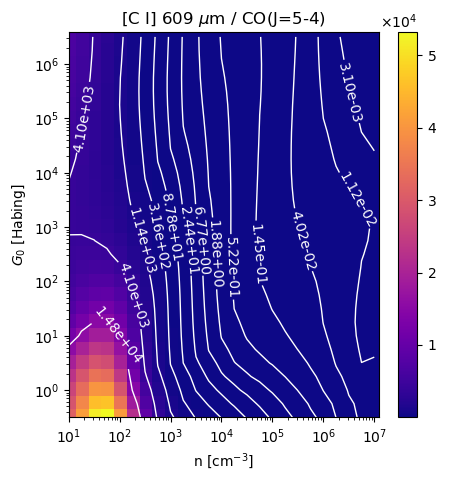 [C I] 609 μm / CO(J=5-4)
×10⁴
G₀ [Habing]
10⁶
10⁵
10⁴
10³
10²
10¹
10⁰
4.10e+03
1.14e+03
3.16e+02
8.78e+01
2.44e+01
6.77e+00
1.88e+00
5.22e-01
1.45e-01
4.02e-02
1.12e-02
3.10e-03
4.10e+03
1.48e+04
5
4
3
2
1
10¹
10²
10³
10⁴
10⁵
10⁶
10⁷
n [cm⁻³]